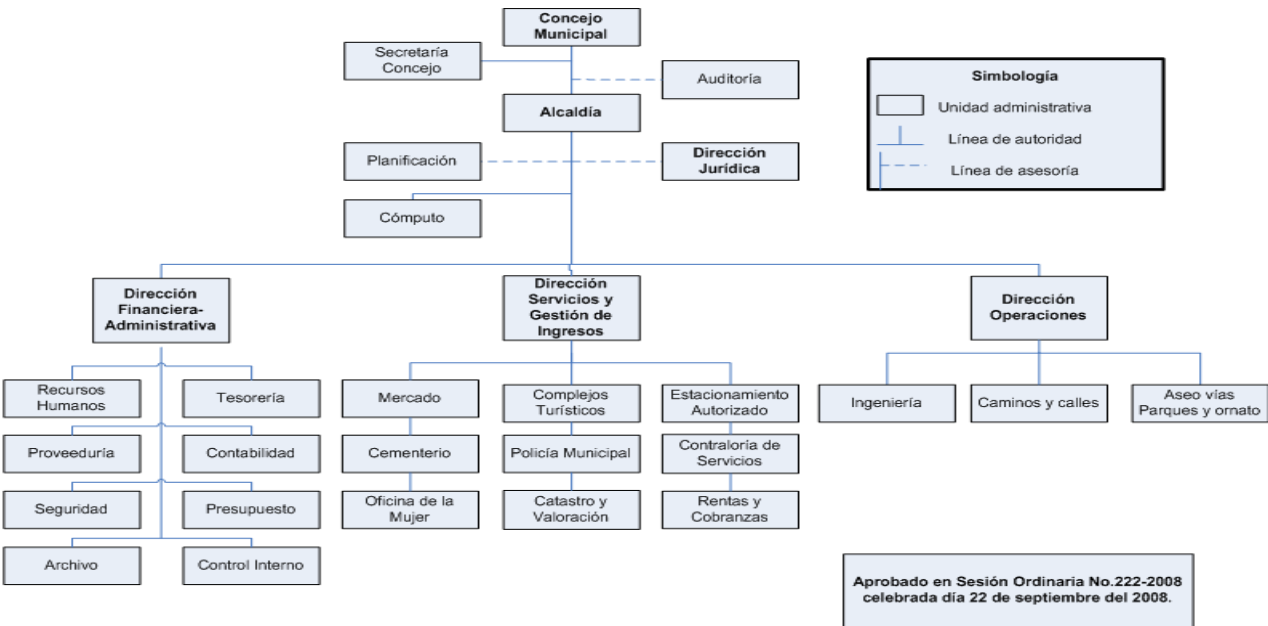 Concejo
Municipal
Secretaría
Concejo
Auditoría
Alcaldía
Planificación
Dirección
Jurídica
Cómputo
Simbología
Unidad administrativa
Línea de autoridad
Línea de asesoría
Dirección
Financiera-
Administrativa
Dirección
Servicios y
Gestión de
Ingresos
Dirección
Operaciones
Recursos
Humanos
Tesorería
Proveeduría
Contabilidad
Seguridad
Presupuesto
Archivo
Control Interno
Mercado
Complejos
Turísticos
Estacionamiento
Autorizado
Cementerio
Policía Municipal
Contraloría de
Servicios
Oficina de la
Mujer
Catastro y
Valoración
Rentas y
Cobranzas
Ingeniería
Caminos y calles
Aseo vías
Parques y ornato
Aprobado en Sesión Ordinaria No.222-2008
celebrada día 22 de septiembre del 2008.